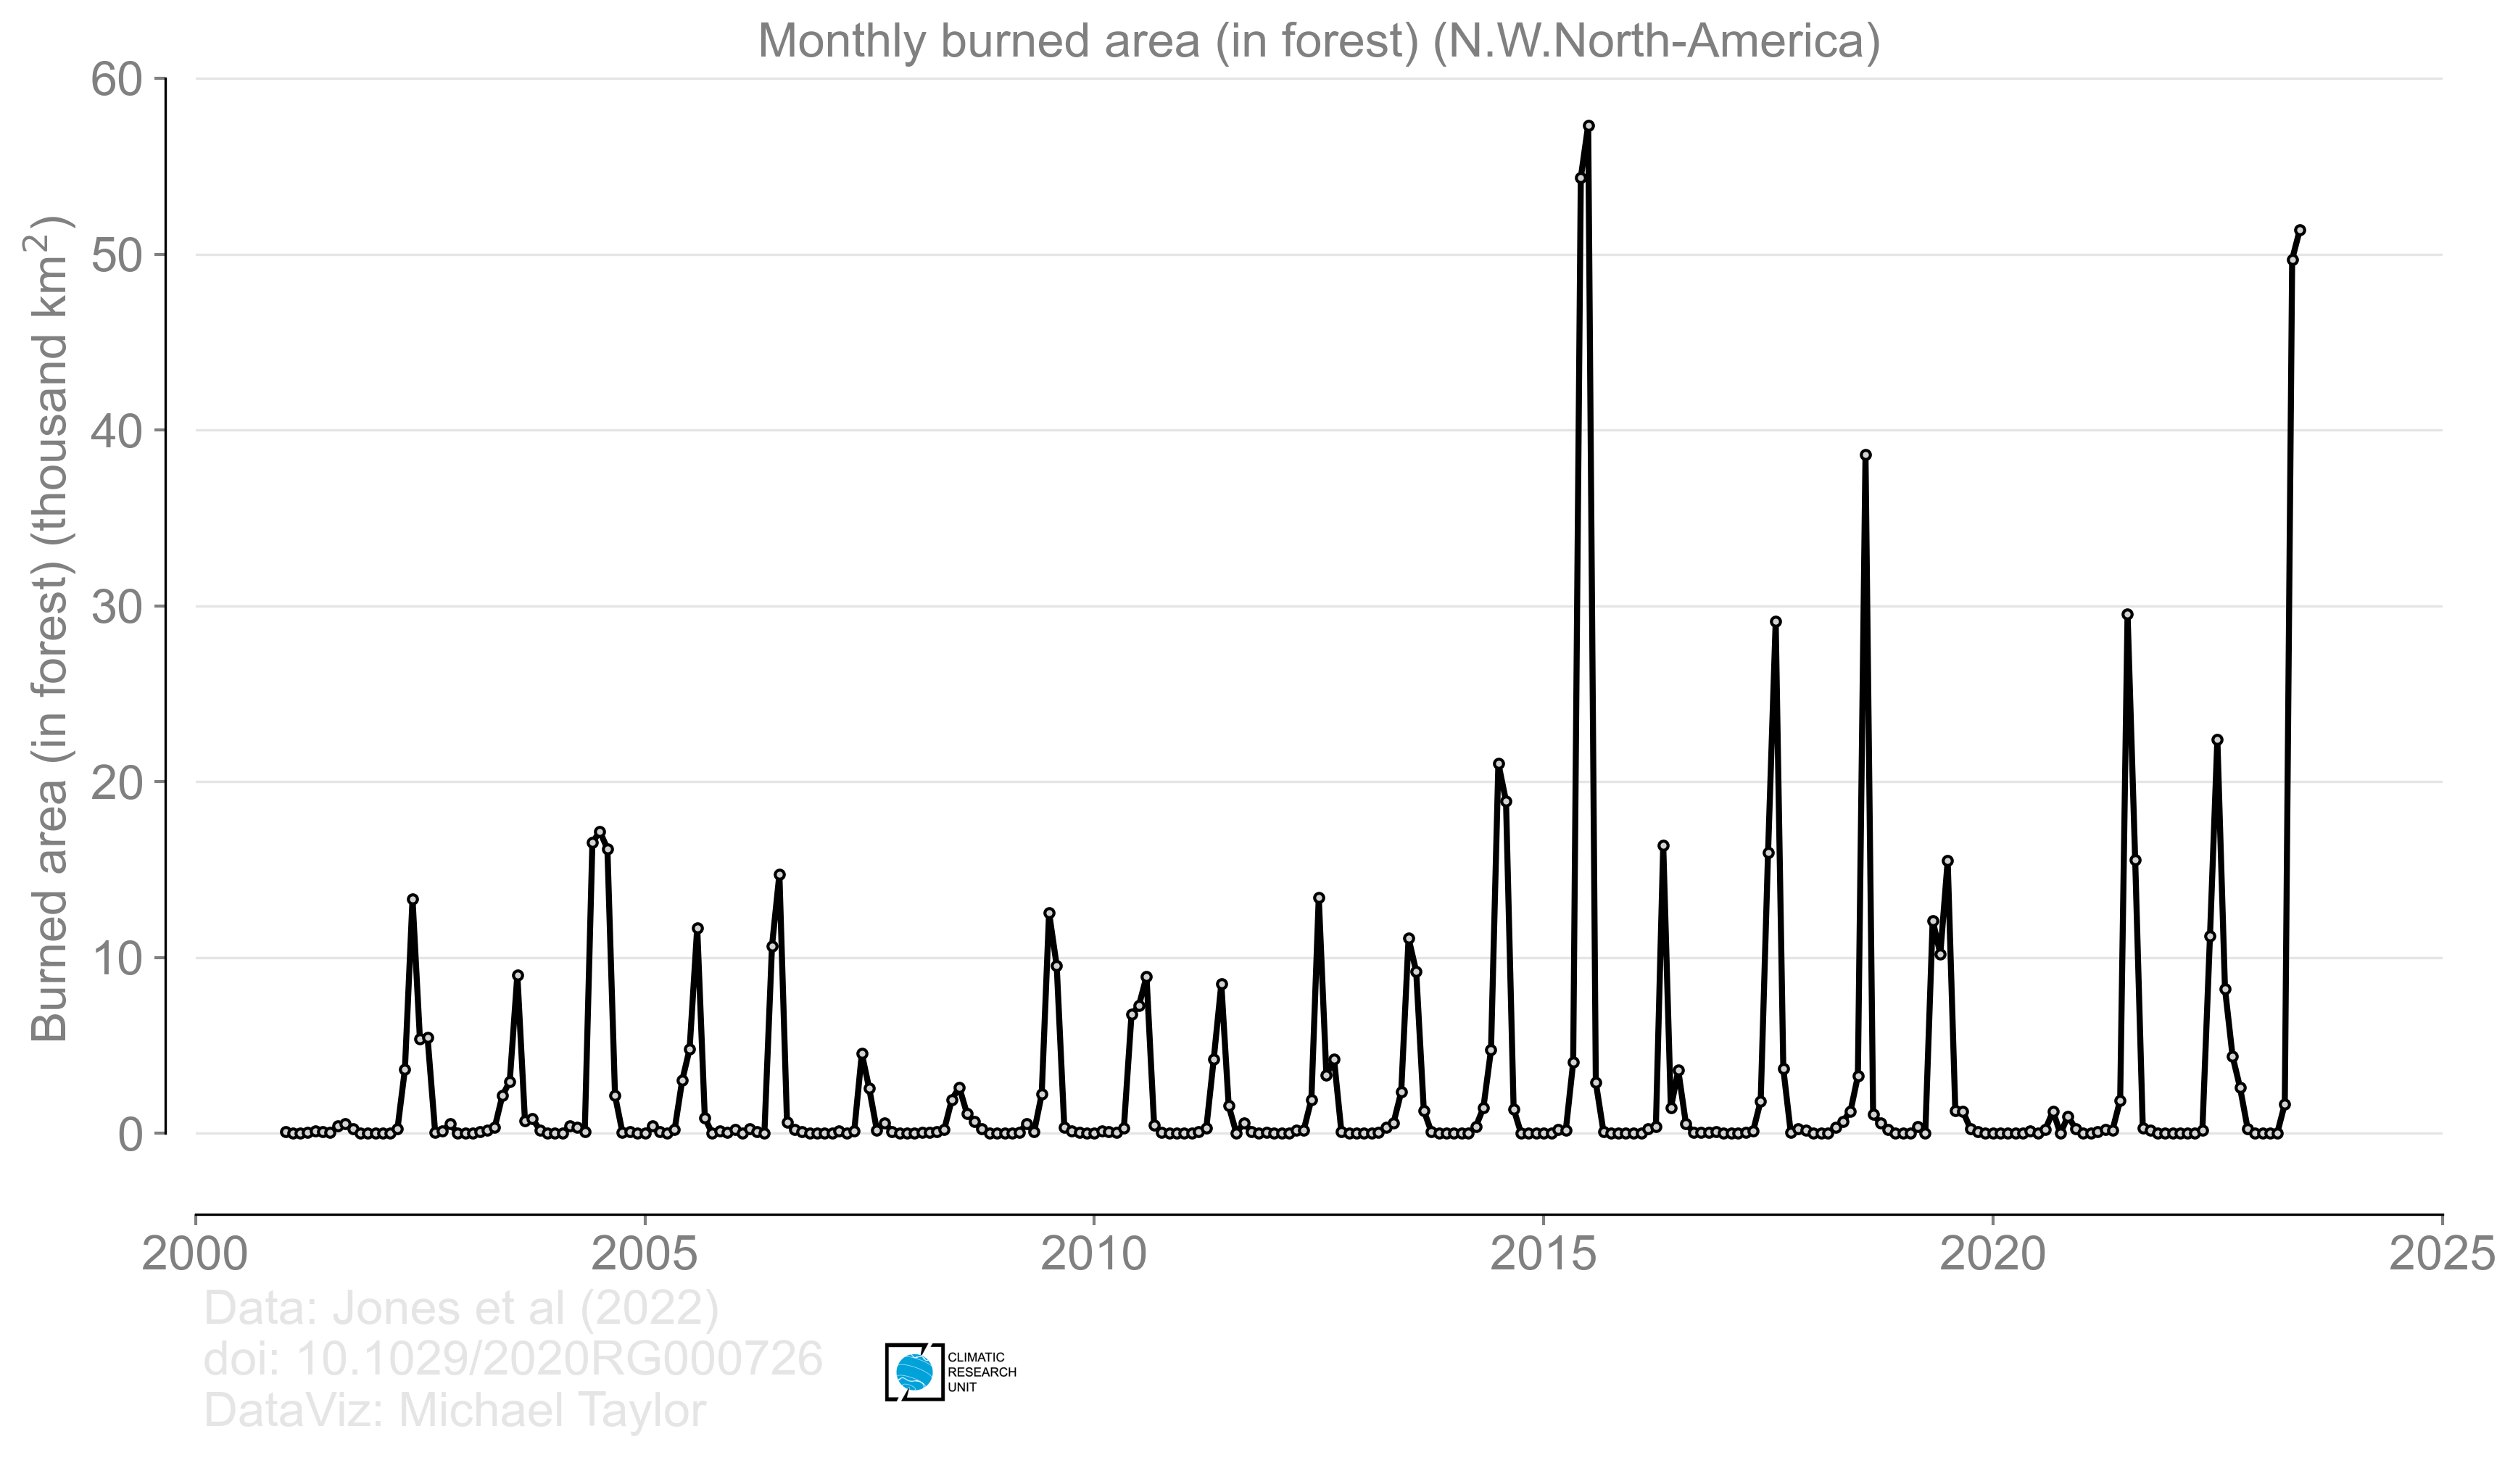 Monthly burned area (in forest) (N.W.North-America)
Burned area (in forest) (thousand km²)
60
50
40
30
20
10
0
2000 2005 2010 2015 2020 2025
Data: Jones et al (2022)
doi: 10.1029/2020RG000726
DataViz: Michael Taylor
CLIMATIC
RESEARCH
UNIT